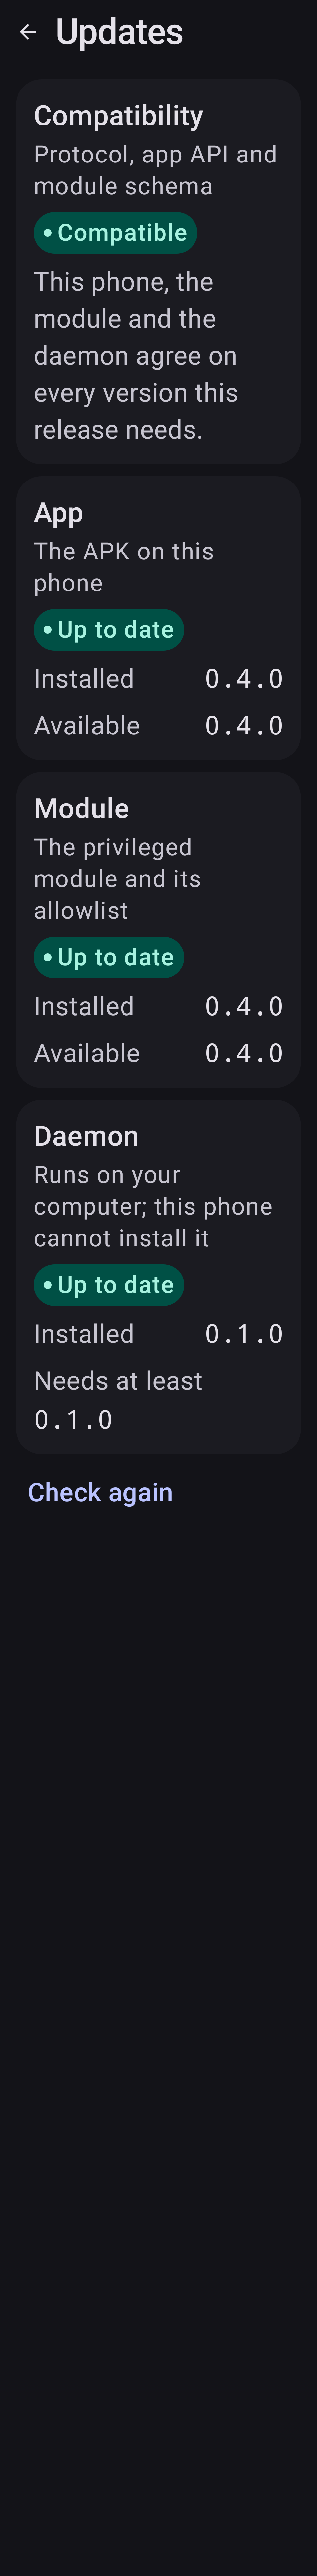 Updates
Compatibility
Protocol, app API and
module schema
Compatible
This phone, the
module and the
daemon agree on
every version this
release needs.
App
The APK on this
phone
Up to date
Installed 0.4.0
Available 0.4.0
Module
The privileged
module and its
allowlist
Up to date
Installed 0.4.0
Available 0.4.0
Daemon
Runs on your
computer; this phone
cannot install it
Up to date
Installed 0.1.0
Needs at least
0.1.0
Check again